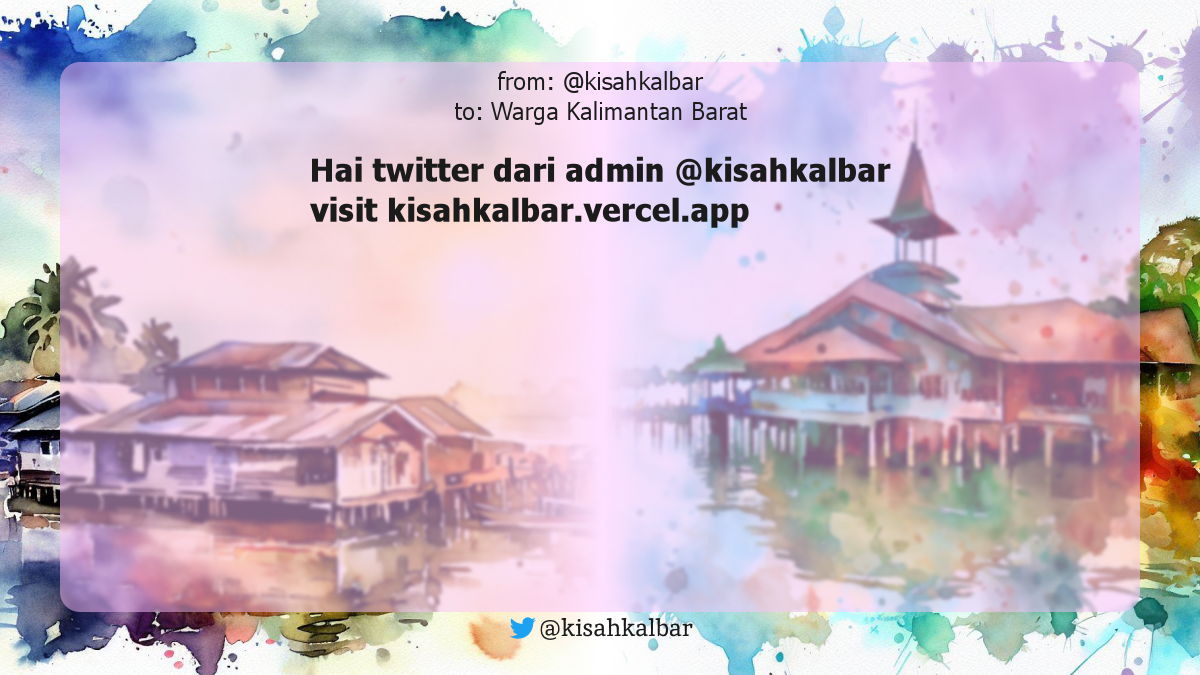 from: @kisahkalbar
to: Warga Kalimantan Barat
Hai twitter dari admin @kisahkalbar
visit kisahkalbar.vercel.app
@kisahkalbar